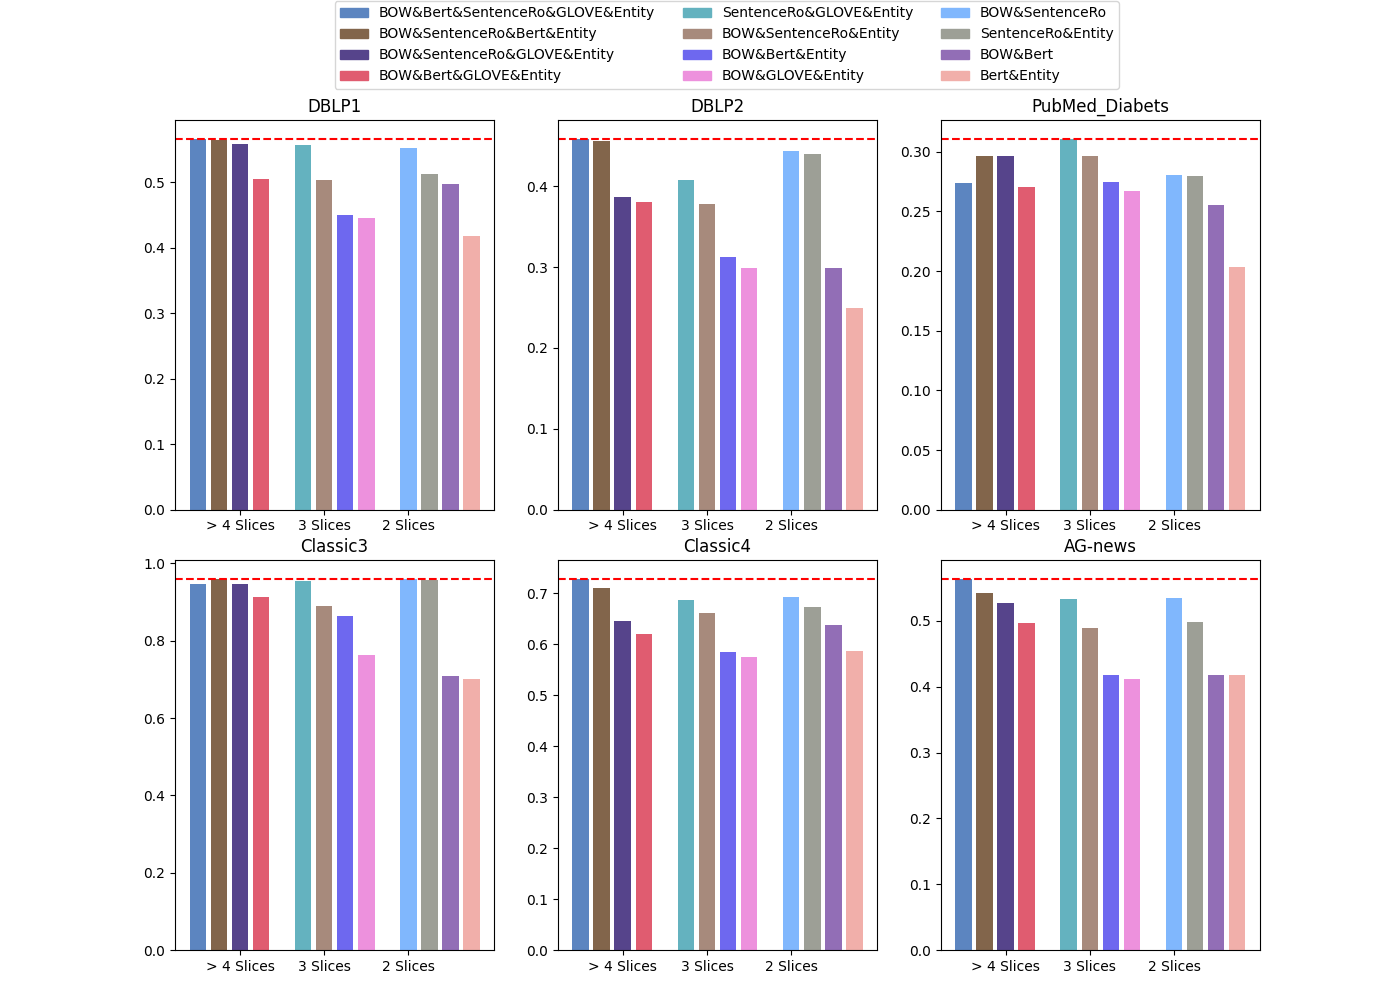 BOW&Bert&SentenceRo&GLOVE&Entity
BOW&SentenceRo&Bert&Entity
BOW&SentenceRo&GLOVE&Entity
BOW&Bert&GLOVE&Entity
SentenceRo&GLOVE&Entity
BOW&SentenceRo&Entity
BOW&Bert&Entity
BOW&GLOVE&Entity
BOW&SentenceRo
SentenceRo&Entity
BOW&Bert
Bert&Entity
DBLP1
0.5
0.4
0.3
0.2
0.1
0.0
> 4 Slices 3 Slices 2 Slices
DBLP2
0.4
0.3
0.2
0.1
0.0
> 4 Slices 3 Slices 2 Slices
PubMed_Diabets
0.30
0.25
0.20
0.15
0.10
0.05
0.00
> 4 Slices 3 Slices 2 Slices
Classic3
1.0
0.8
0.6
0.4
0.2
0.0
> 4 Slices 3 Slices 2 Slices
Classic4
0.7
0.6
0.5
0.4
0.3
0.2
0.1
0.0
> 4 Slices 3 Slices 2 Slices
AG-news
0.5
0.4
0.3
0.2
0.1
0.0
> 4 Slices 3 Slices 2 Slices